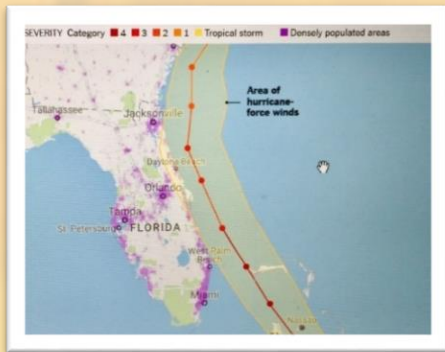 SEVERITY Category 4 3 2 1 Tropical storm Densely populated areas
Area of
hurricane-
force winds
Tallahassee
Jacksonville
Daytona Beach
Orlando
Tampa
St. Petersburg
FLORIDA
West Palm
Beach
Miami
Nassau